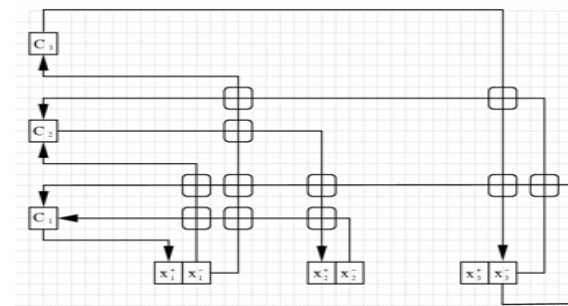 C₃
C₂
C₁
x₁⁺ x₁⁻ x₂⁺ x₂⁻ x₃⁺ x₃⁻